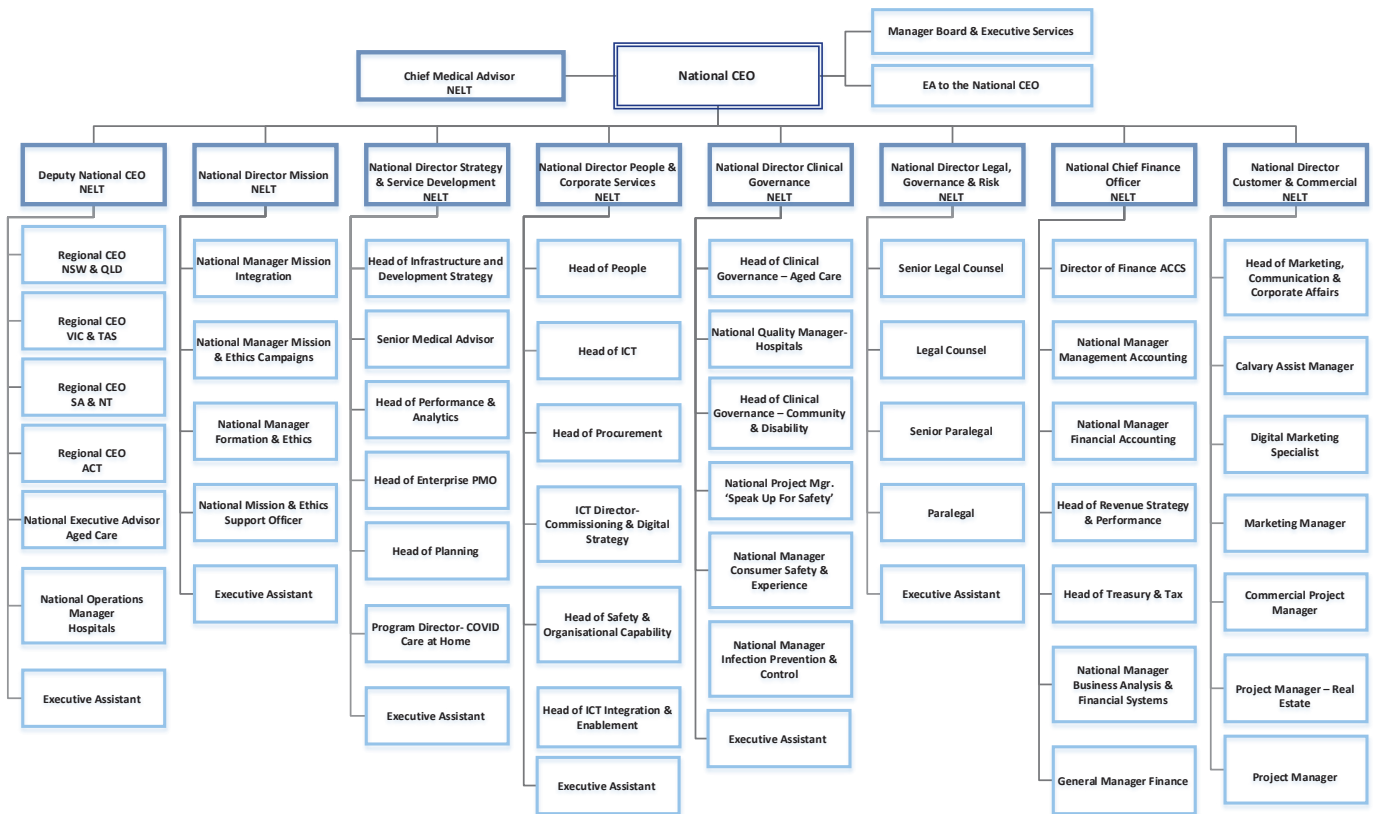 Manager Board & Executive Services
Chief Medical Advisor
NELT
National CEO
EA to the National CEO
Deputy National CEO
NELT
Regional CEO
NSW & QLD
Regional CEO
VIC & TAS
Regional CEO
SA & NT
Regional CEO
ACT
National Executive Advisor
Aged Care
National Operations
Manager
Hospitals
Executive Assistant
National Director Mission
NELT
National Manager Mission
Integration
National Manager Mission
& Ethics Campaigns
National Manager
Formation & Ethics
National Mission & Ethics
Support Officer
Executive Assistant
National Director Strategy
& Service Development
NELT
Head of Infrastructure and
Development Strategy
Senior Medical Advisor
Head of Performance &
Analytics
Head of Enterprise PMO
Head of Planning
Program Director- COVID
Care at Home
Executive Assistant
National Director People &
Corporate Services
NELT
Head of People
Head of ICT
Head of Procurement
ICT Director-
Commissioning & Digital
Strategy
Head of Safety &
Organisational Capability
Head of ICT Integration &
Enablement
Executive Assistant
National Director Clinical
Governance
NELT
Head of Clinical
Governance – Aged Care
National Quality Manager-
Hospitals
Head of Clinical
Governance – Community
& Disability
National Project Mgr.
‘Speak Up For Safety’
National Manager
Consumer Safety &
Experience
National Manager
Infection Prevention &
Control
Executive Assistant
National Director Legal,
Governance & Risk
NELT
Senior Legal Counsel
Legal Counsel
Senior Paralegal
Paralegal
Executive Assistant
National Chief Finance
Officer
NELT
Director of Finance ACCS
National Manager
Management Accounting
National Manager
Financial Accounting
Head of Revenue Strategy
& Performance
Head of Treasury & Tax
National Manager
Business Analysis &
Financial Systems
General Manager Finance
National Director
Customer & Commercial
NELT
Head of Marketing,
Communication &
Corporate Affairs
Calvary Assist Manager
Digital Marketing
Specialist
Marketing Manager
Commercial Project
Manager
Project Manager – Real
Estate
Project Manager